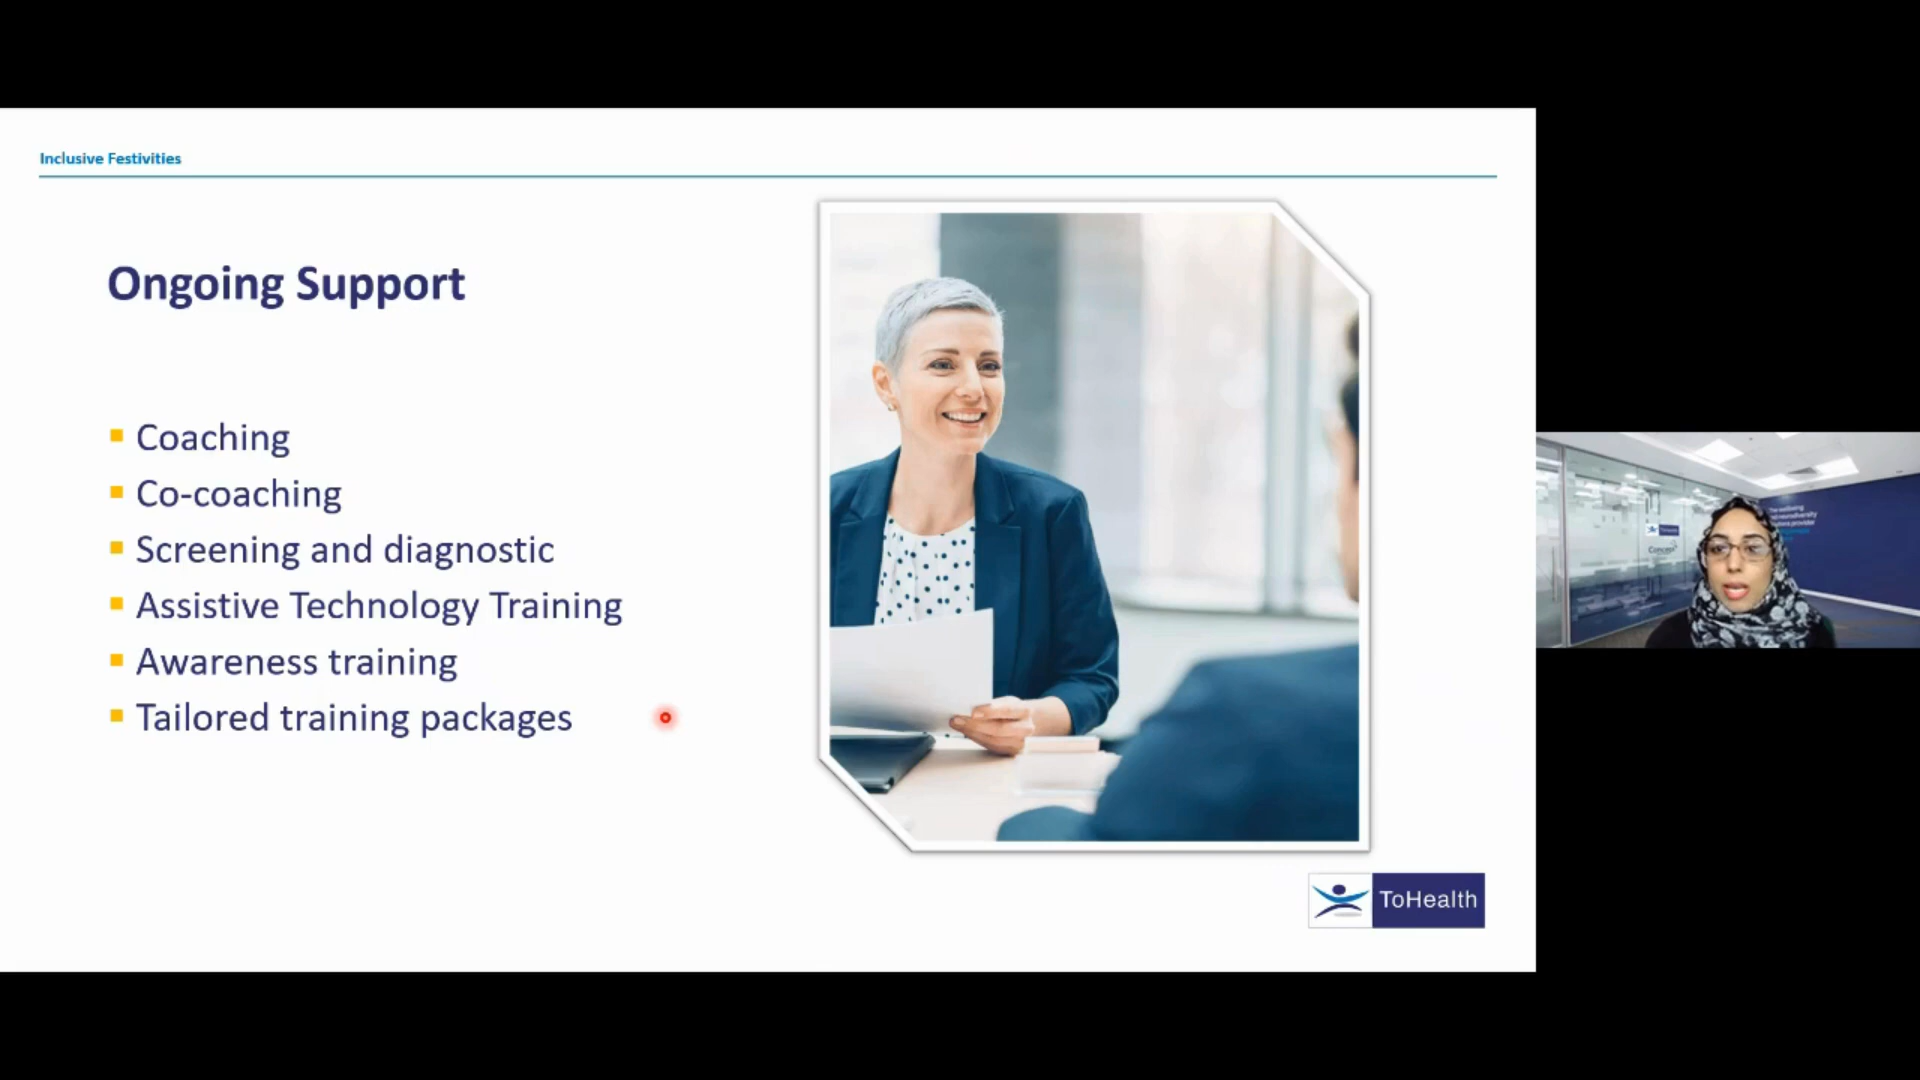 Inclusive Festivities
Ongoing Support
Coaching
Co-coaching
Screening and diagnostic
Assistive Technology Training
Awareness training
Tailored training packages
ToHealth